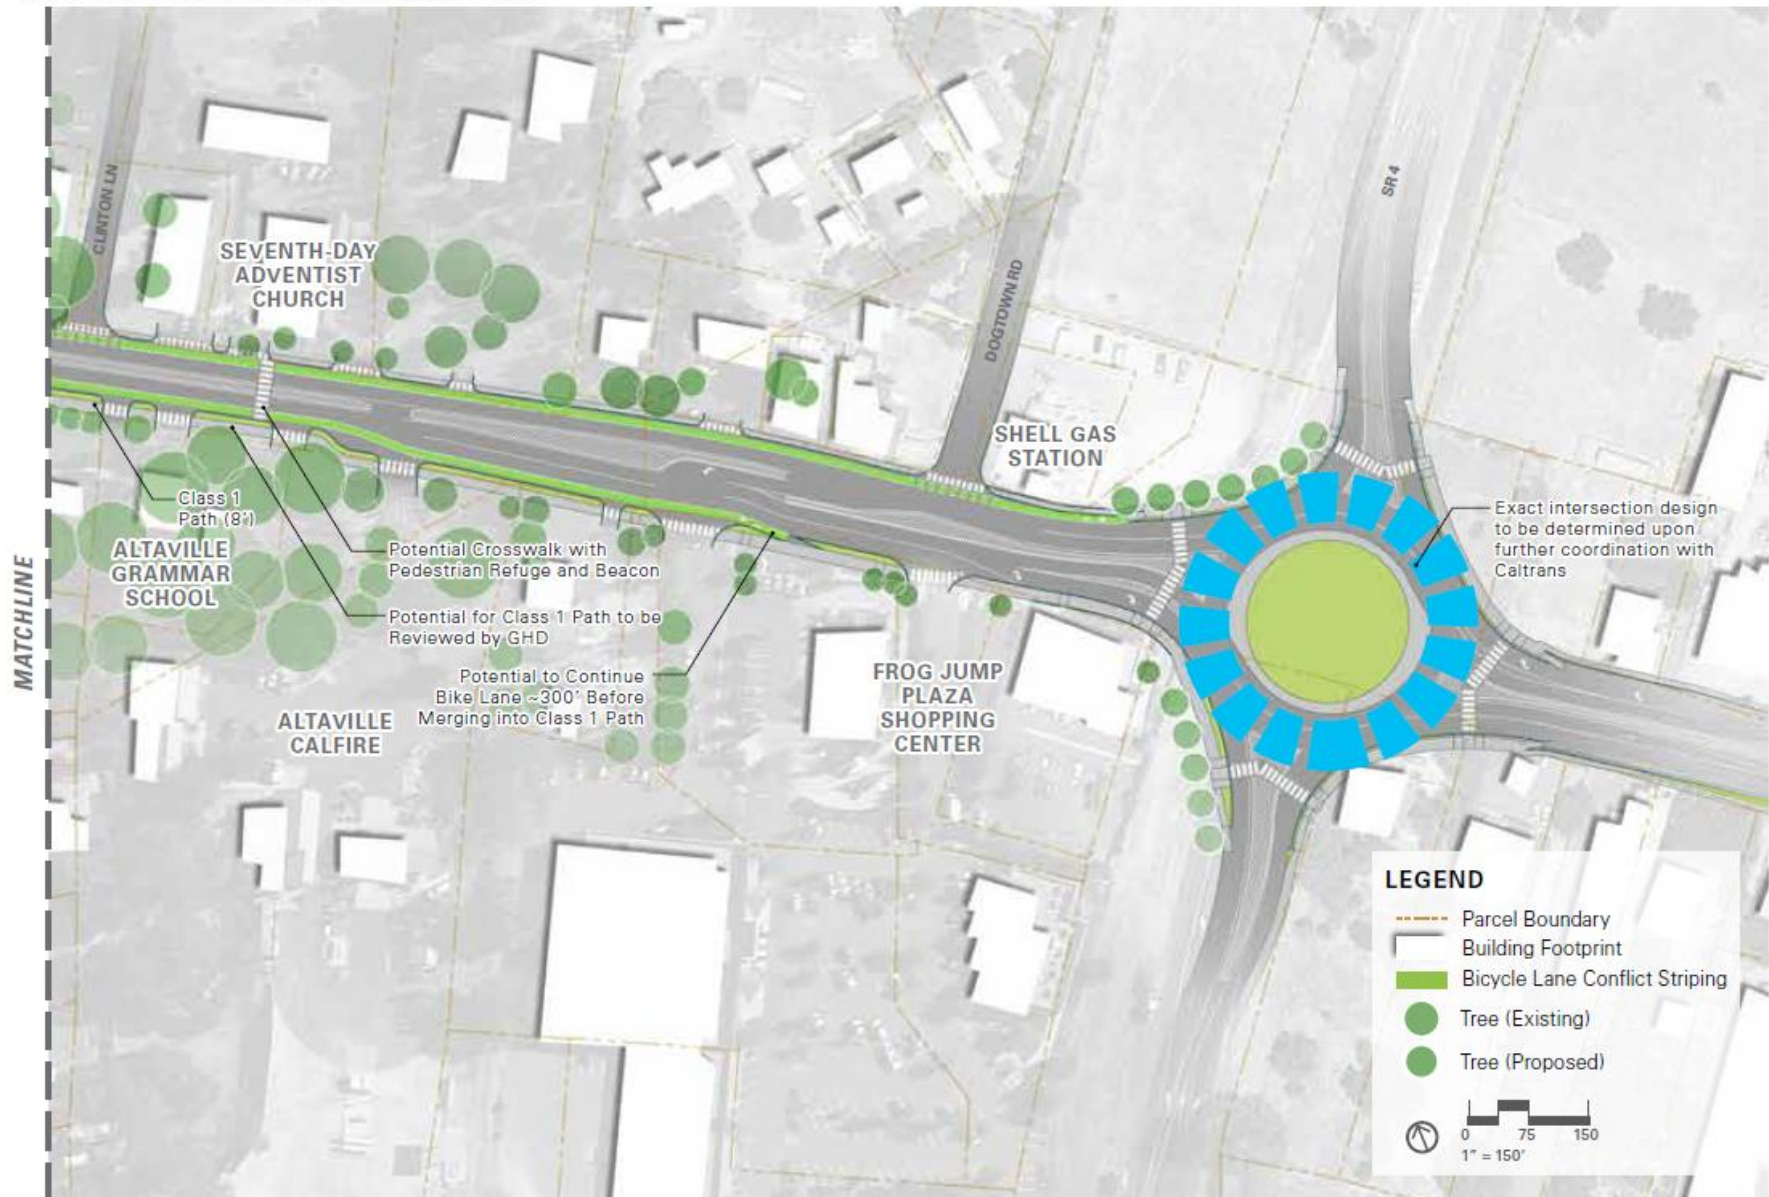 CLINTON LN
SEVENTH-DAY
ADVENTIST
CHURCH
DOGTOWN RD
SR 4
SHELL GAS
STATION
Class 1
Path (8')
ALTAVILLE
GRAMMAR
SCHOOL
Potential Crosswalk with
Pedestrian Refuge and Beacon
Potential for Class 1 Path to be
Reviewed by GHD
Potential to Continue
Bike Lane ~300' Before
Merging into Class 1 Path
Exact intersection design
to be determined upon
further coordination with
Caltrans
MATCHLINE
ALTAVILLE
CALFIRE
FROG JUMP
PLAZA
SHOPPING
CENTER
LEGEND
Parcel Boundary
Building Footprint
Bicycle Lane Conflict Striping
Tree (Existing)
Tree (Proposed)
0 75 150
1" = 150'